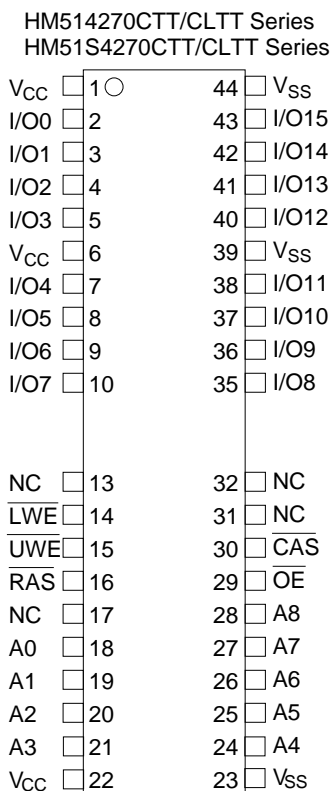 HM514270CTT/CLTT Series
HM51S4270CTT/CLTT Series
VCC 1 44 VSS
I/O0 2 43 I/O15
I/O1 3 42 I/O14
I/O2 4 41 I/O13
I/O3 5 40 I/O12
VCC 6 39 VSS
I/O4 7 38 I/O11
I/O5 8 37 I/O10
I/O6 9 36 I/O9
I/O7 10 35 I/O8
NC 13 32 NC
LWE 14 31 NC
UWE 15 30 CAS
RAS 16 29 OE
NC 17 28 A8
A0 18 27 A7
A1 19 26 A6
A2 20 25 A5
A3 21 24 A4
VCC 22 23 VSS